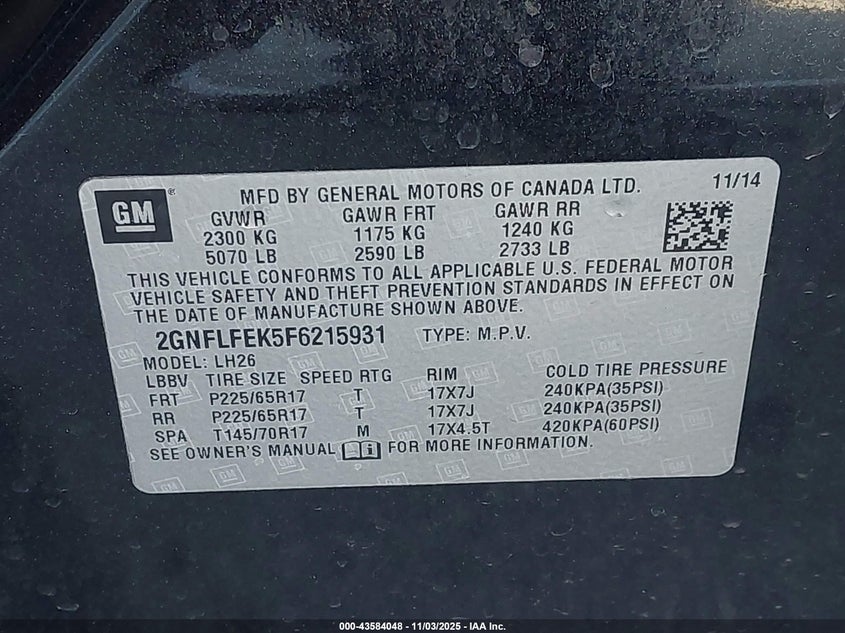 GM ® MFD BY GENERAL MOTORS OF CANADA LTD. 11/14
GVWR GAWR FRT GAWR RR
2300 KG 1175 KG 1240 KG
5070 LB 2590 LB 2733 LB
THIS VEHICLE CONFORMS TO ALL APPLICABLE U.S. FEDERAL MOTOR
VEHICLE SAFETY AND THEFT PREVENTION STANDARDS IN EFFECT ON
THE DATE OF MANUFACTURE SHOWN ABOVE.
2GNFLFEK5F6215931 TYPE: M.P.V.
MODEL: LH26
LBBV TIRE SIZE SPEED RTG RIM COLD TIRE PRESSURE
FRT P225/65R17 T 17X7J 240KPA(35PSI)
RR P225/65R17 T 17X7J 240KPA(35PSI)
SPA T145/70R17 M 17X4.5T 420KPA(60PSI)
SEE OWNER'S MANUAL FOR MORE INFORMATION.
000-43584048 - 11/03/2025 - IAA Inc.